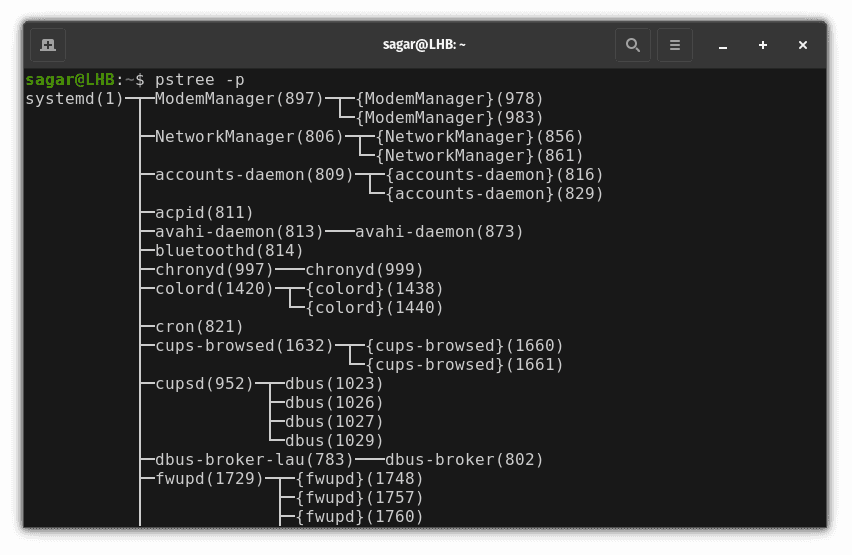 sagar@LHB: ~
sagar@LHB:~$ pstree -p
systemd(1)─┬─ModemManager(897)─┬─{ModemManager}(978)
           │                   └─{ModemManager}(983)
           ├─NetworkManager(806)─┬─{NetworkManager}(856)
           │                     └─{NetworkManager}(861)
           ├─accounts-daemon(809)─┬─{accounts-daemon}(816)
           │                      └─{accounts-daemon}(829)
           ├─acpid(811)
           ├─avahi-daemon(813)───avahi-daemon(873)
           ├─bluetoothd(814)
           ├─chronyd(997)───chronyd(999)
           ├─colord(1420)─┬─{colord}(1438)
           │              └─{colord}(1440)
           ├─cron(821)
           ├─cups-browsed(1632)─┬─{cups-browsed}(1660)
           │                    └─{cups-browsed}(1661)
           ├─cupsd(952)─┬─dbus(1023)
           │            ├─dbus(1026)
           │            ├─dbus(1027)
           │            └─dbus(1029)
           ├─dbus-broker-lau(783)───dbus-broker(802)
           ├─fwupd(1729)─┬─{fwupd}(1748)
           │             ├─{fwupd}(1757)
           │             ├─{fwupd}(1760)